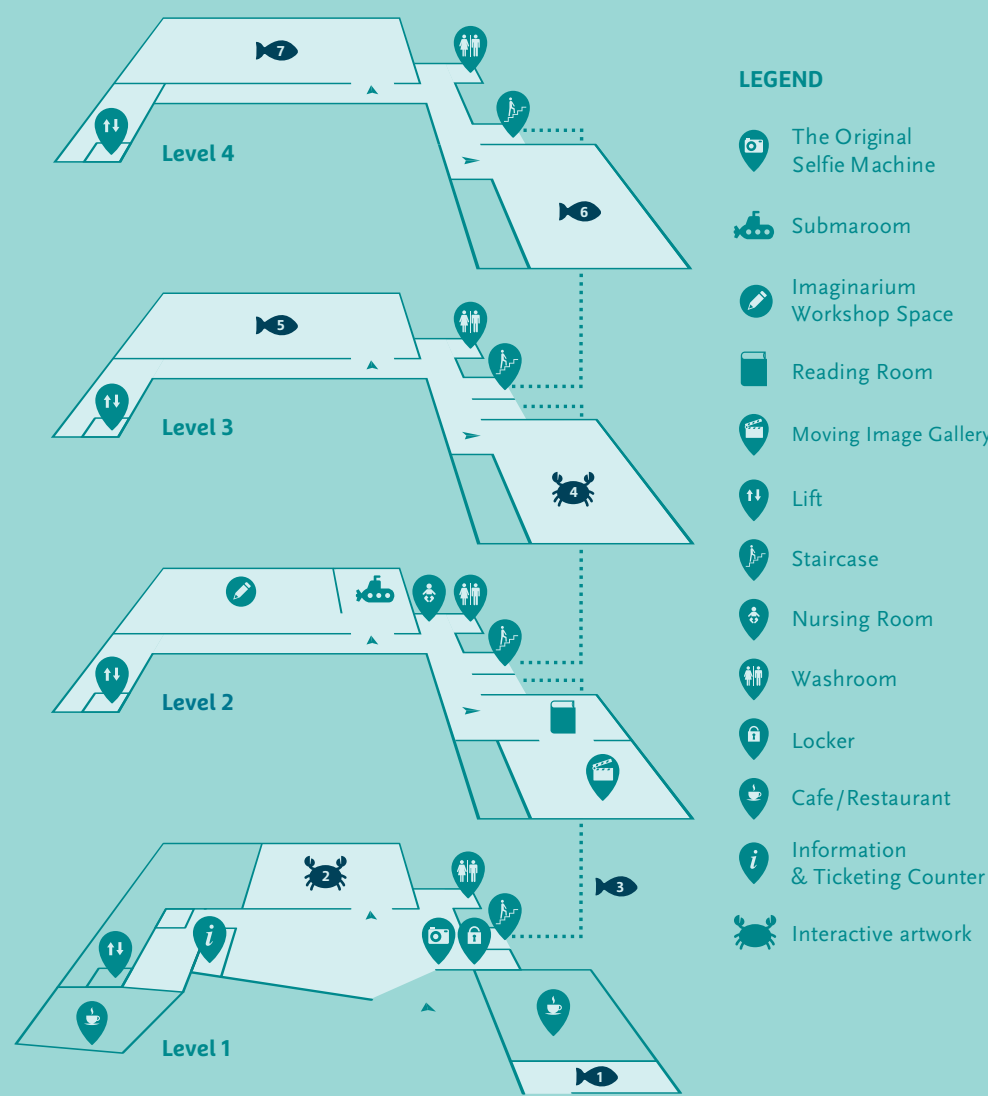 7
Level 4
6
5
Level 3
4
Level 2
2
3
i
Level 1
1
LEGEND
The Original
Selfie Machine
Submaroom
Imaginarium
Workshop Space
Reading Room
Moving Image Gallery
Lift
Staircase
Nursing Room
Washroom
Locker
Cafe/Restaurant
i
Information
& Ticketing Counter
Interactive artwork